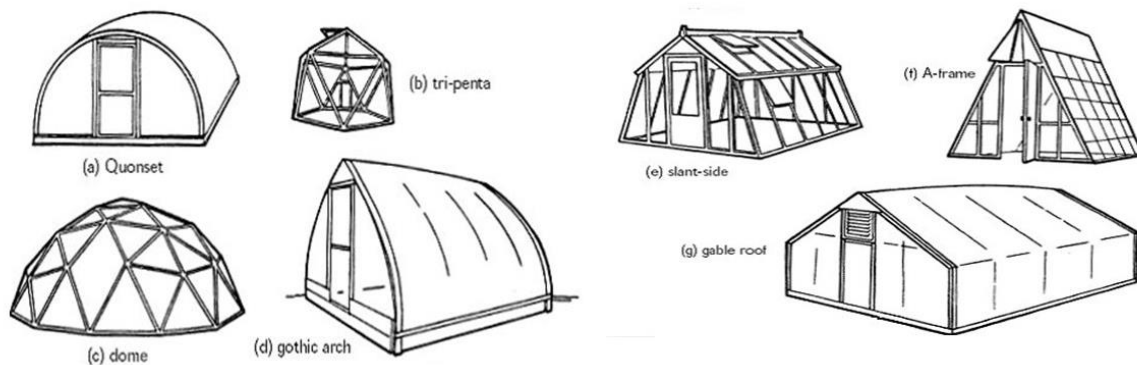 (a) Quonset
(b) tri-penta
(c) dome
(d) gothic arch
(e) slant-side
(f) A-frame
(g) gable roof